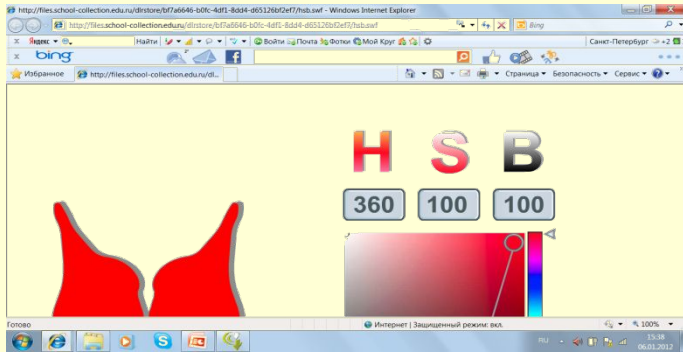 http://files.school-collection.edu.ru/dlrstore/bf7a6646-b0fc-4df1-8dd4-d65126bf2ef7/hsb.swf - Windows Internet Explorer
http://files.school-collection.edu.ru/dlrstore/bf7a6646-b0fc-4df1-8dd4-d65126bf2ef7/hsb.swf Bing
x Яндекс Найти Войти Почта Фотки Мой Круг Санкт-Петербург +2
x bing
Избранное http://files.school-collection.edu.ru/dl... Страница Безопасность Сервис
H S B
360 100 100
Готово Интернет | Защищенный режим: вкл. 100%
RU 15:38
06.01.2012